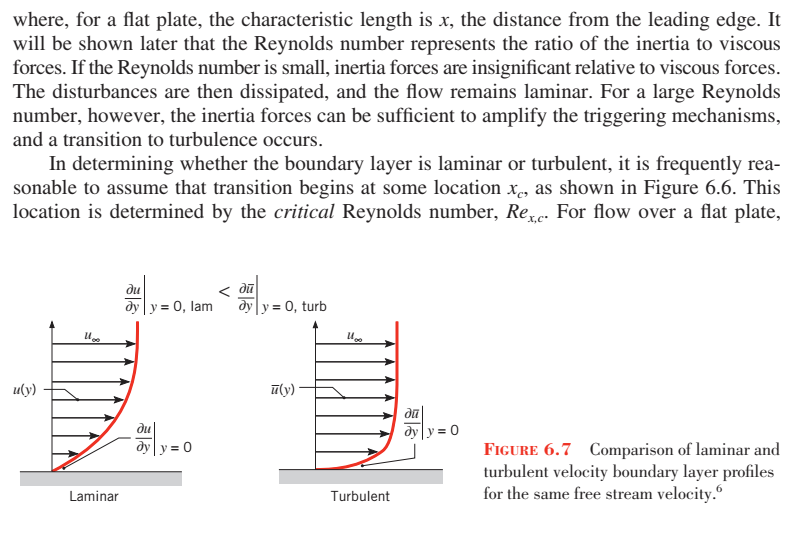 where, for a flat plate, the characteristic length is x, the distance from the leading edge. It
will be shown later that the Reynolds number represents the ratio of the inertia to viscous
forces. If the Reynolds number is small, inertia forces are insignificant relative to viscous forces.
The disturbances are then dissipated, and the flow remains laminar. For a large Reynolds
number, however, the inertia forces can be sufficient to amplify the triggering mechanisms,
and a transition to turbulence occurs.
In determining whether the boundary layer is laminar or turbulent, it is frequently rea-
sonable to assume that transition begins at some location x_c, as shown in Figure 6.6. This
location is determined by the critical Reynolds number, Re_x,c. For flow over a flat plate,
∂u/∂y | y = 0, lam < ∂ū/∂y | y = 0, turb
u∞
u(y)
∂u/∂y | y = 0
Laminar
u∞
ū(y)
∂ū/∂y | y = 0
Turbulent
FIGURE 6.7 Comparison of laminar and
turbulent velocity boundary layer profiles
for the same free stream velocity.⁶